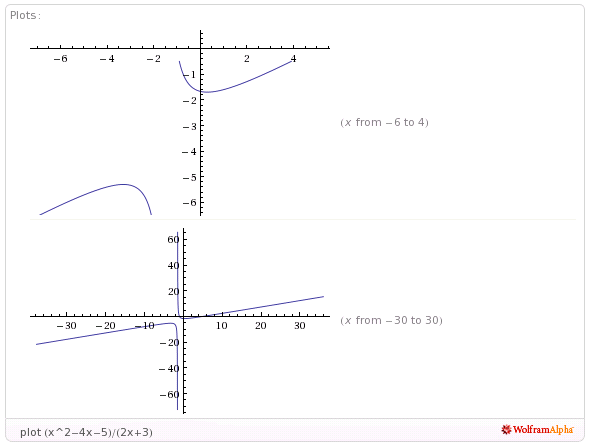 Plots:
−6 −4 −2 2 4
−1
−2
−3
(x from −6 to 4)
−4
−5
−6
60
40
20
−30 −20 −10 10 20 30
(x from −30 to 30)
−20
−40
−60
plot (x^2−4x−5)/(2x+3)
WolframAlpha